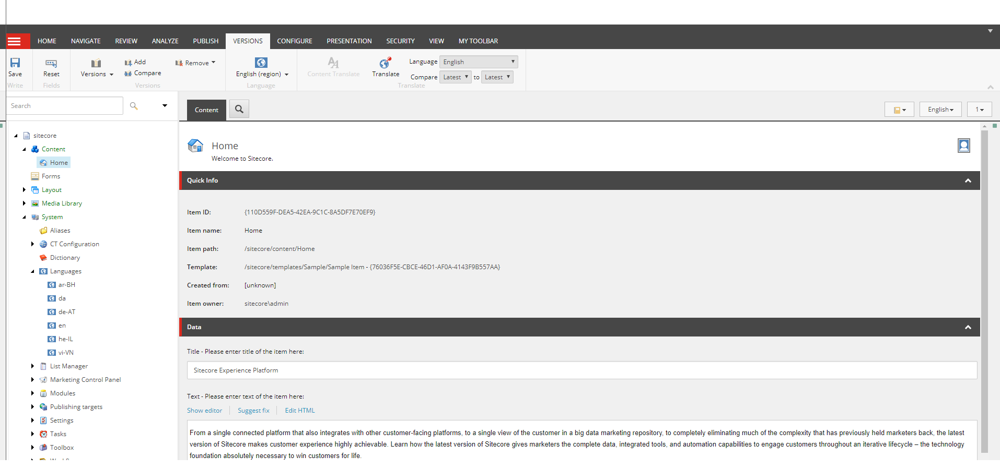 HOME NAVIGATE REVIEW ANALYZE PUBLISH VERSIONS CONFIGURE PRESENTATION SECURITY VIEW MY TOOLBAR
Save
Write
Reset
Fields
Versions
Add
Compare
Remove
Versions
English (region)
Language
Content Translate
Translate
Language English
Compare Latest to Latest
Translate
Search
Content
English
1
sitecore
Content
Home
Forms
Layout
Media Library
System
Aliases
CT Configuration
Dictionary
Languages
ar-BH
da
de-AT
en
he-IL
vi-VN
List Manager
Marketing Control Panel
Modules
Publishing targets
Settings
Tasks
Toolbox
Home
Welcome to Sitecore.
Quick Info
Item ID: {110D559F-DEA5-42EA-9C1C-8A5DF7E70EF9}
Item name: Home
Item path: /sitecore/content/Home
Template: /sitecore/templates/Sample/Sample Item - {76036F5E-CBCE-46D1-AF0A-4143F9B557AA}
Created from: [unknown]
Item owner: sitecore\admin
Data
Title - Please enter title of the item here:
Sitecore Experience Platform
Text - Please enter text of the item here:
Show editor Suggest fix Edit HTML
From a single connected platform that also integrates with other customer-facing platforms, to a single view of the customer in a big data marketing repository, to completely eliminating much of the complexity that has previously held marketers back, the latest
version of Sitecore makes customer experience highly achievable. Learn how the latest version of Sitecore gives marketers the complete data, integrated tools, and automation capabilities to engage customers throughout an iterative lifecycle – the technology
foundation absolutely necessary to win customers for life.